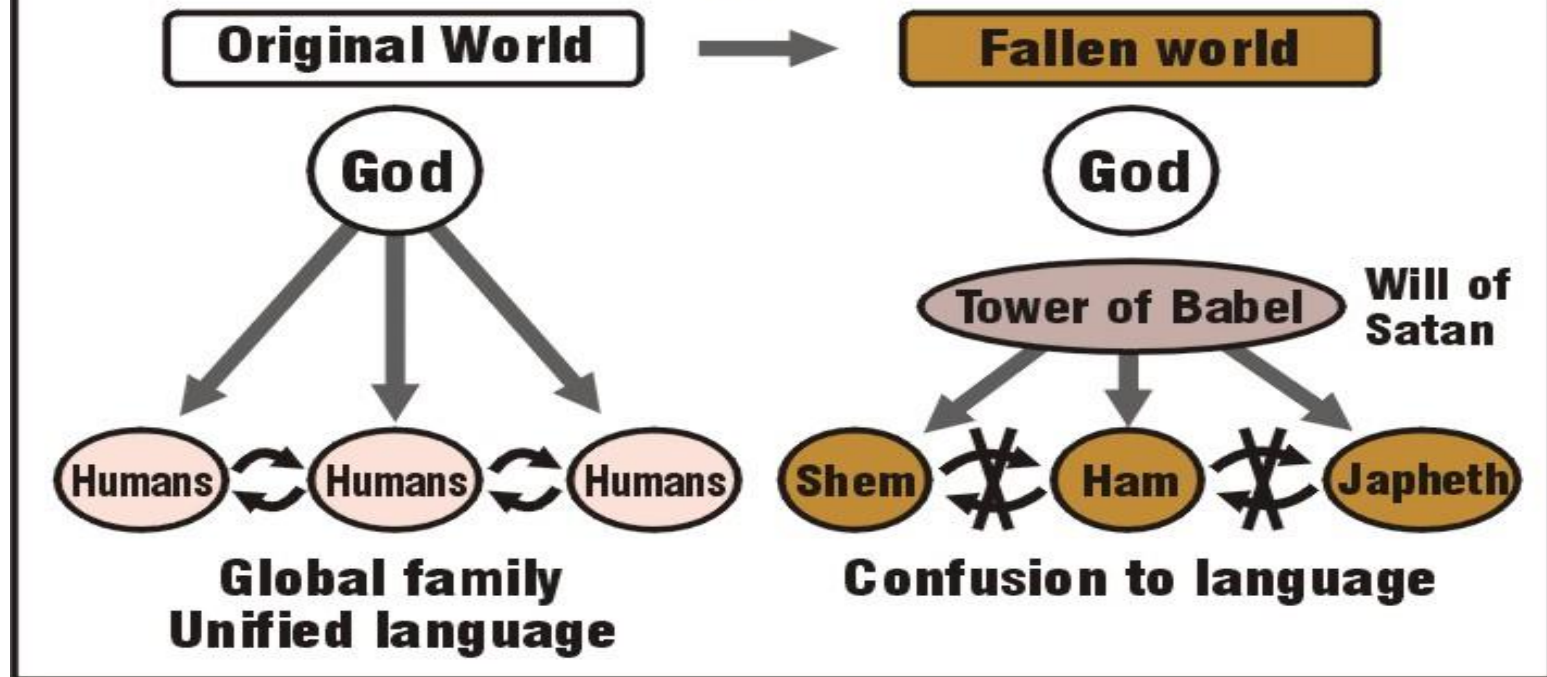 Original World
Fallen world
God
God
Tower of Babel
Will of
Satan
Humans
Humans
Humans
Shem
Ham
Japheth
Global family
Unified language
Confusion to language